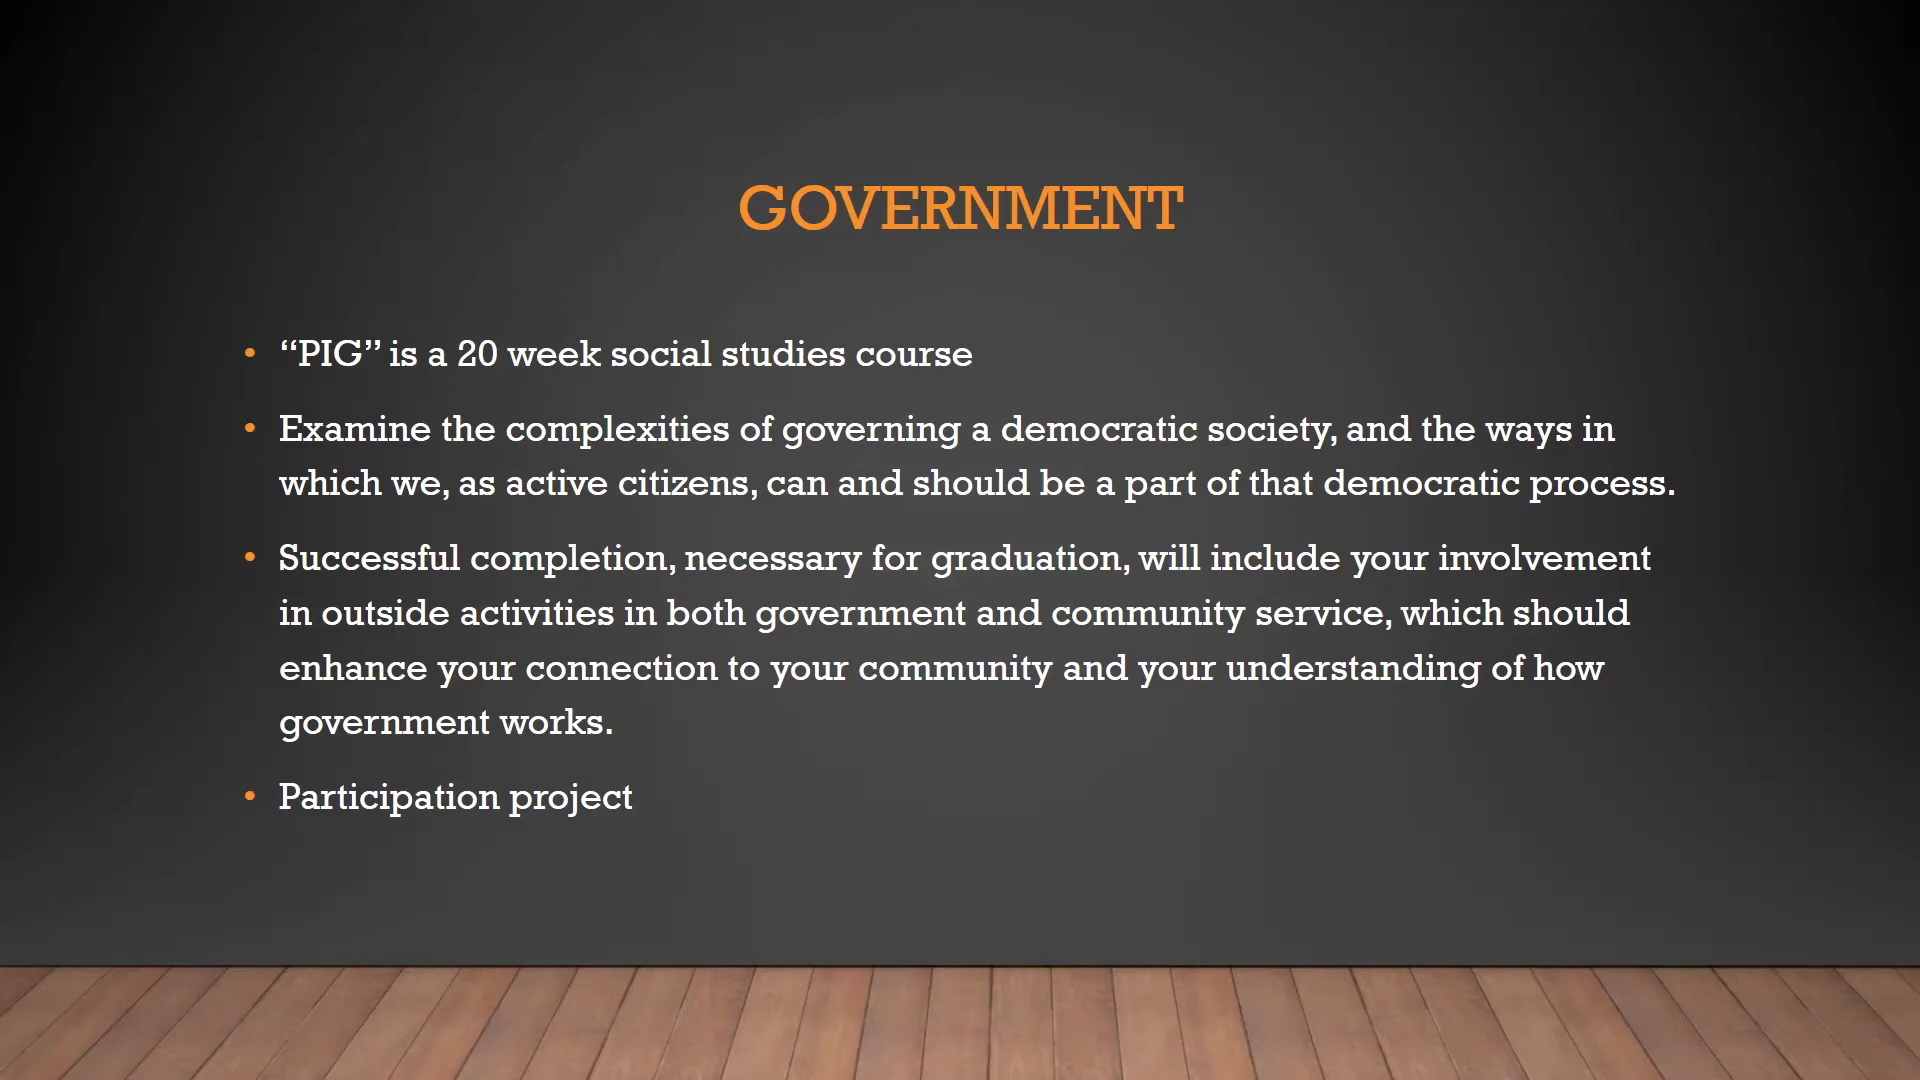 GOVERNMENT
• “PIG” is a 20 week social studies course
• Examine the complexities of governing a democratic society, and the ways in
which we, as active citizens, can and should be a part of that democratic process.
• Successful completion, necessary for graduation, will include your involvement
in outside activities in both government and community service, which should
enhance your connection to your community and your understanding of how
government works.
• Participation project